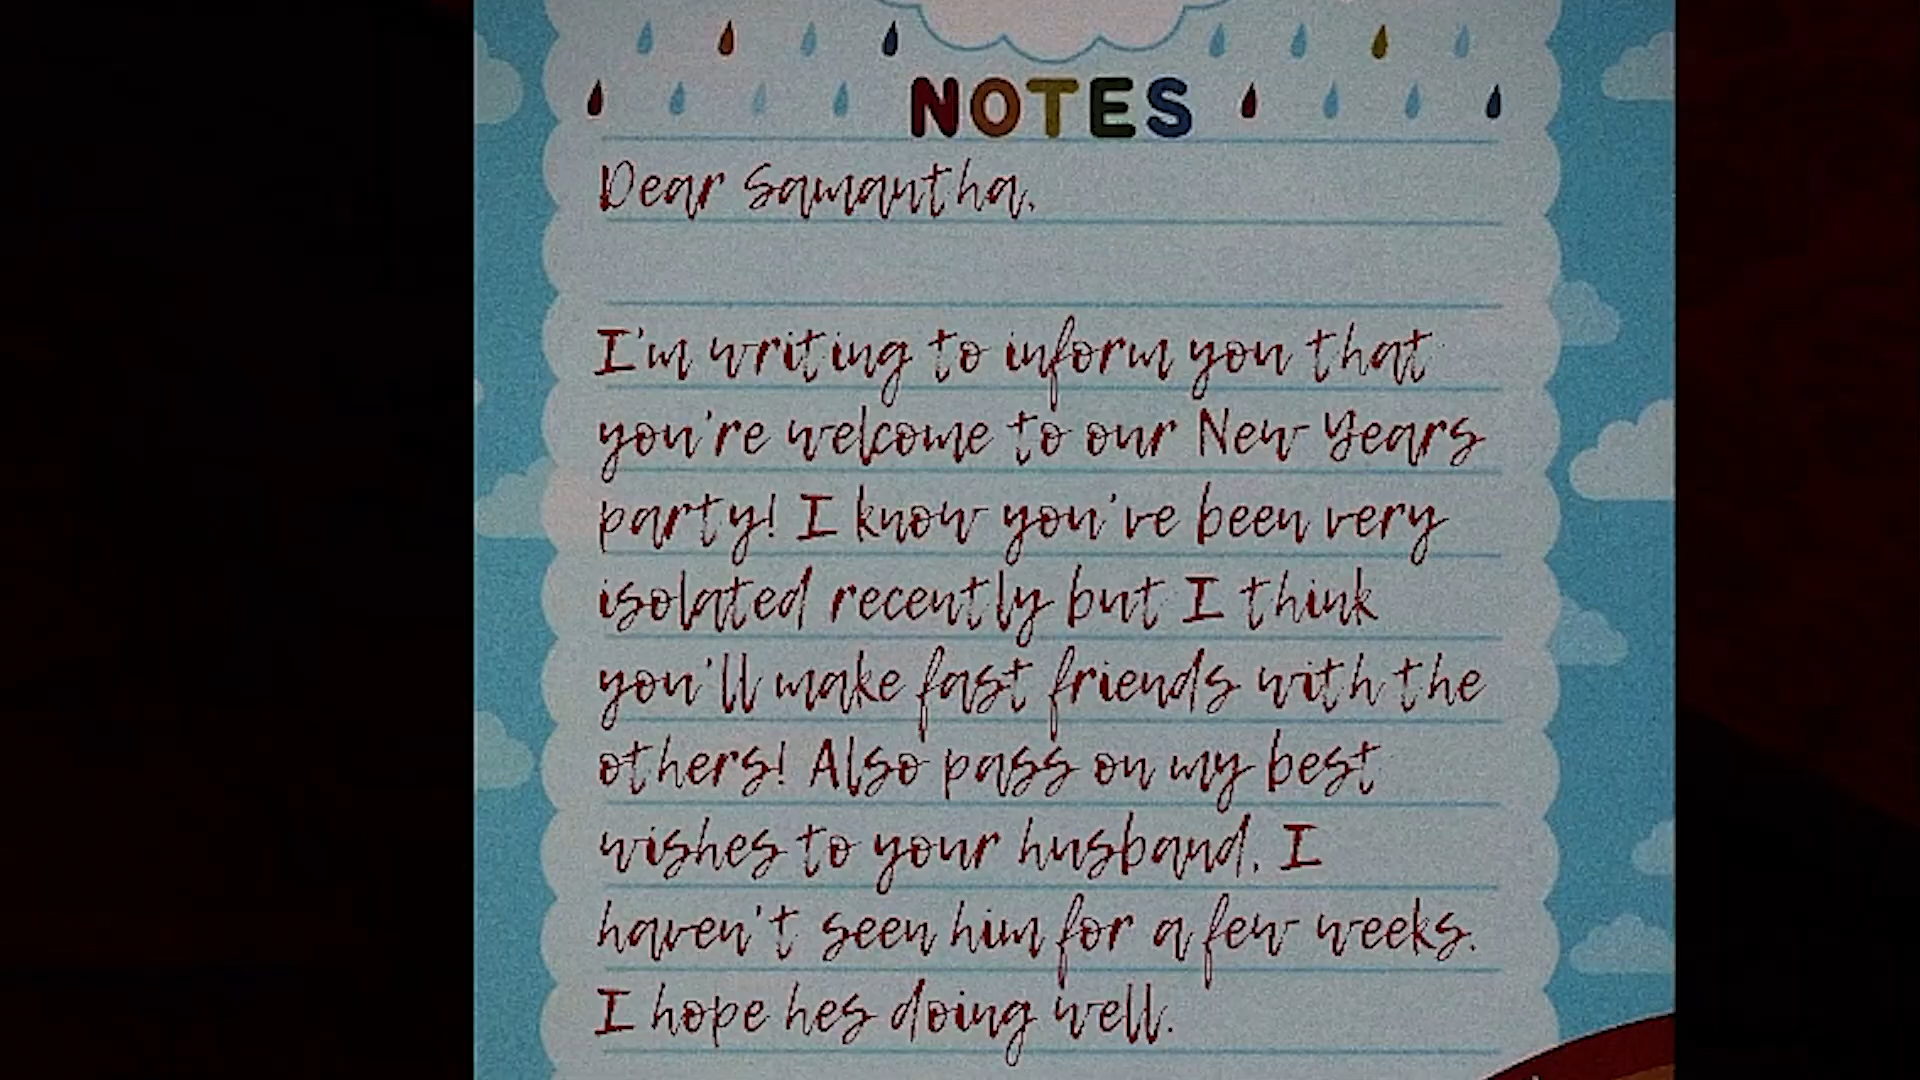 NOTES
Dear Samantha,
I'm writing to inform you that
you're welcome to our New Years
party! I know you've been very
isolated recently but I think
you'll make fast friends with the
others! Also pass on my best
wishes to your husband, I
haven't seen him for a few weeks.
I hope hes doing well.